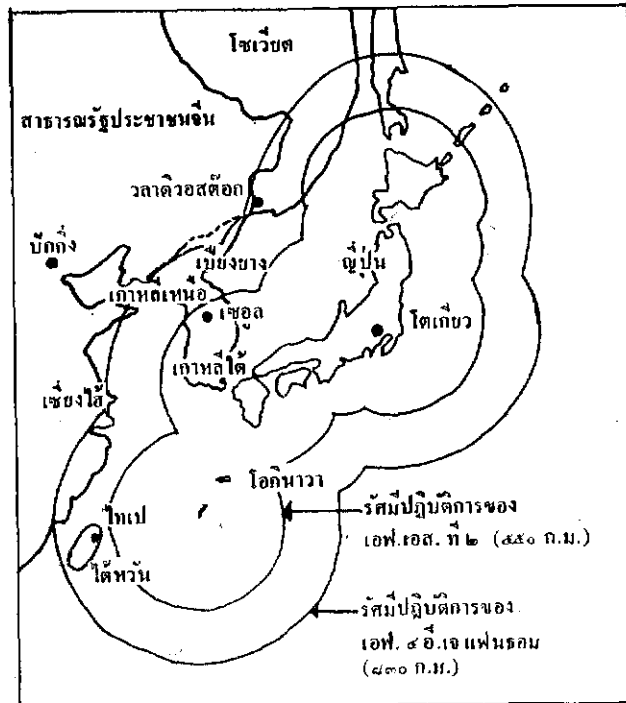 โซเวียต
สาธารณรัฐประชาชนจีน
วลาดิวอสต๊อก
ปักกิ่ง
เบียงยาง
ญี่ปุ่น
เกาหลีเหนือ
เซอูล
โตเกียว
เกาหลีใต้
เซี่ยงไฮ้
โอกินาวา
ไทเป
รัศมีปฏิบัติการของ
เอฟ.เอส. ที่ ๒ (๕๕๐ ก.ม.)
ไต้หวัน
รัศมีปฏิบัติการของ
เอฟ. ๔ อี.เจ แฟนธอม
(๘๓๐ ก.ม.)